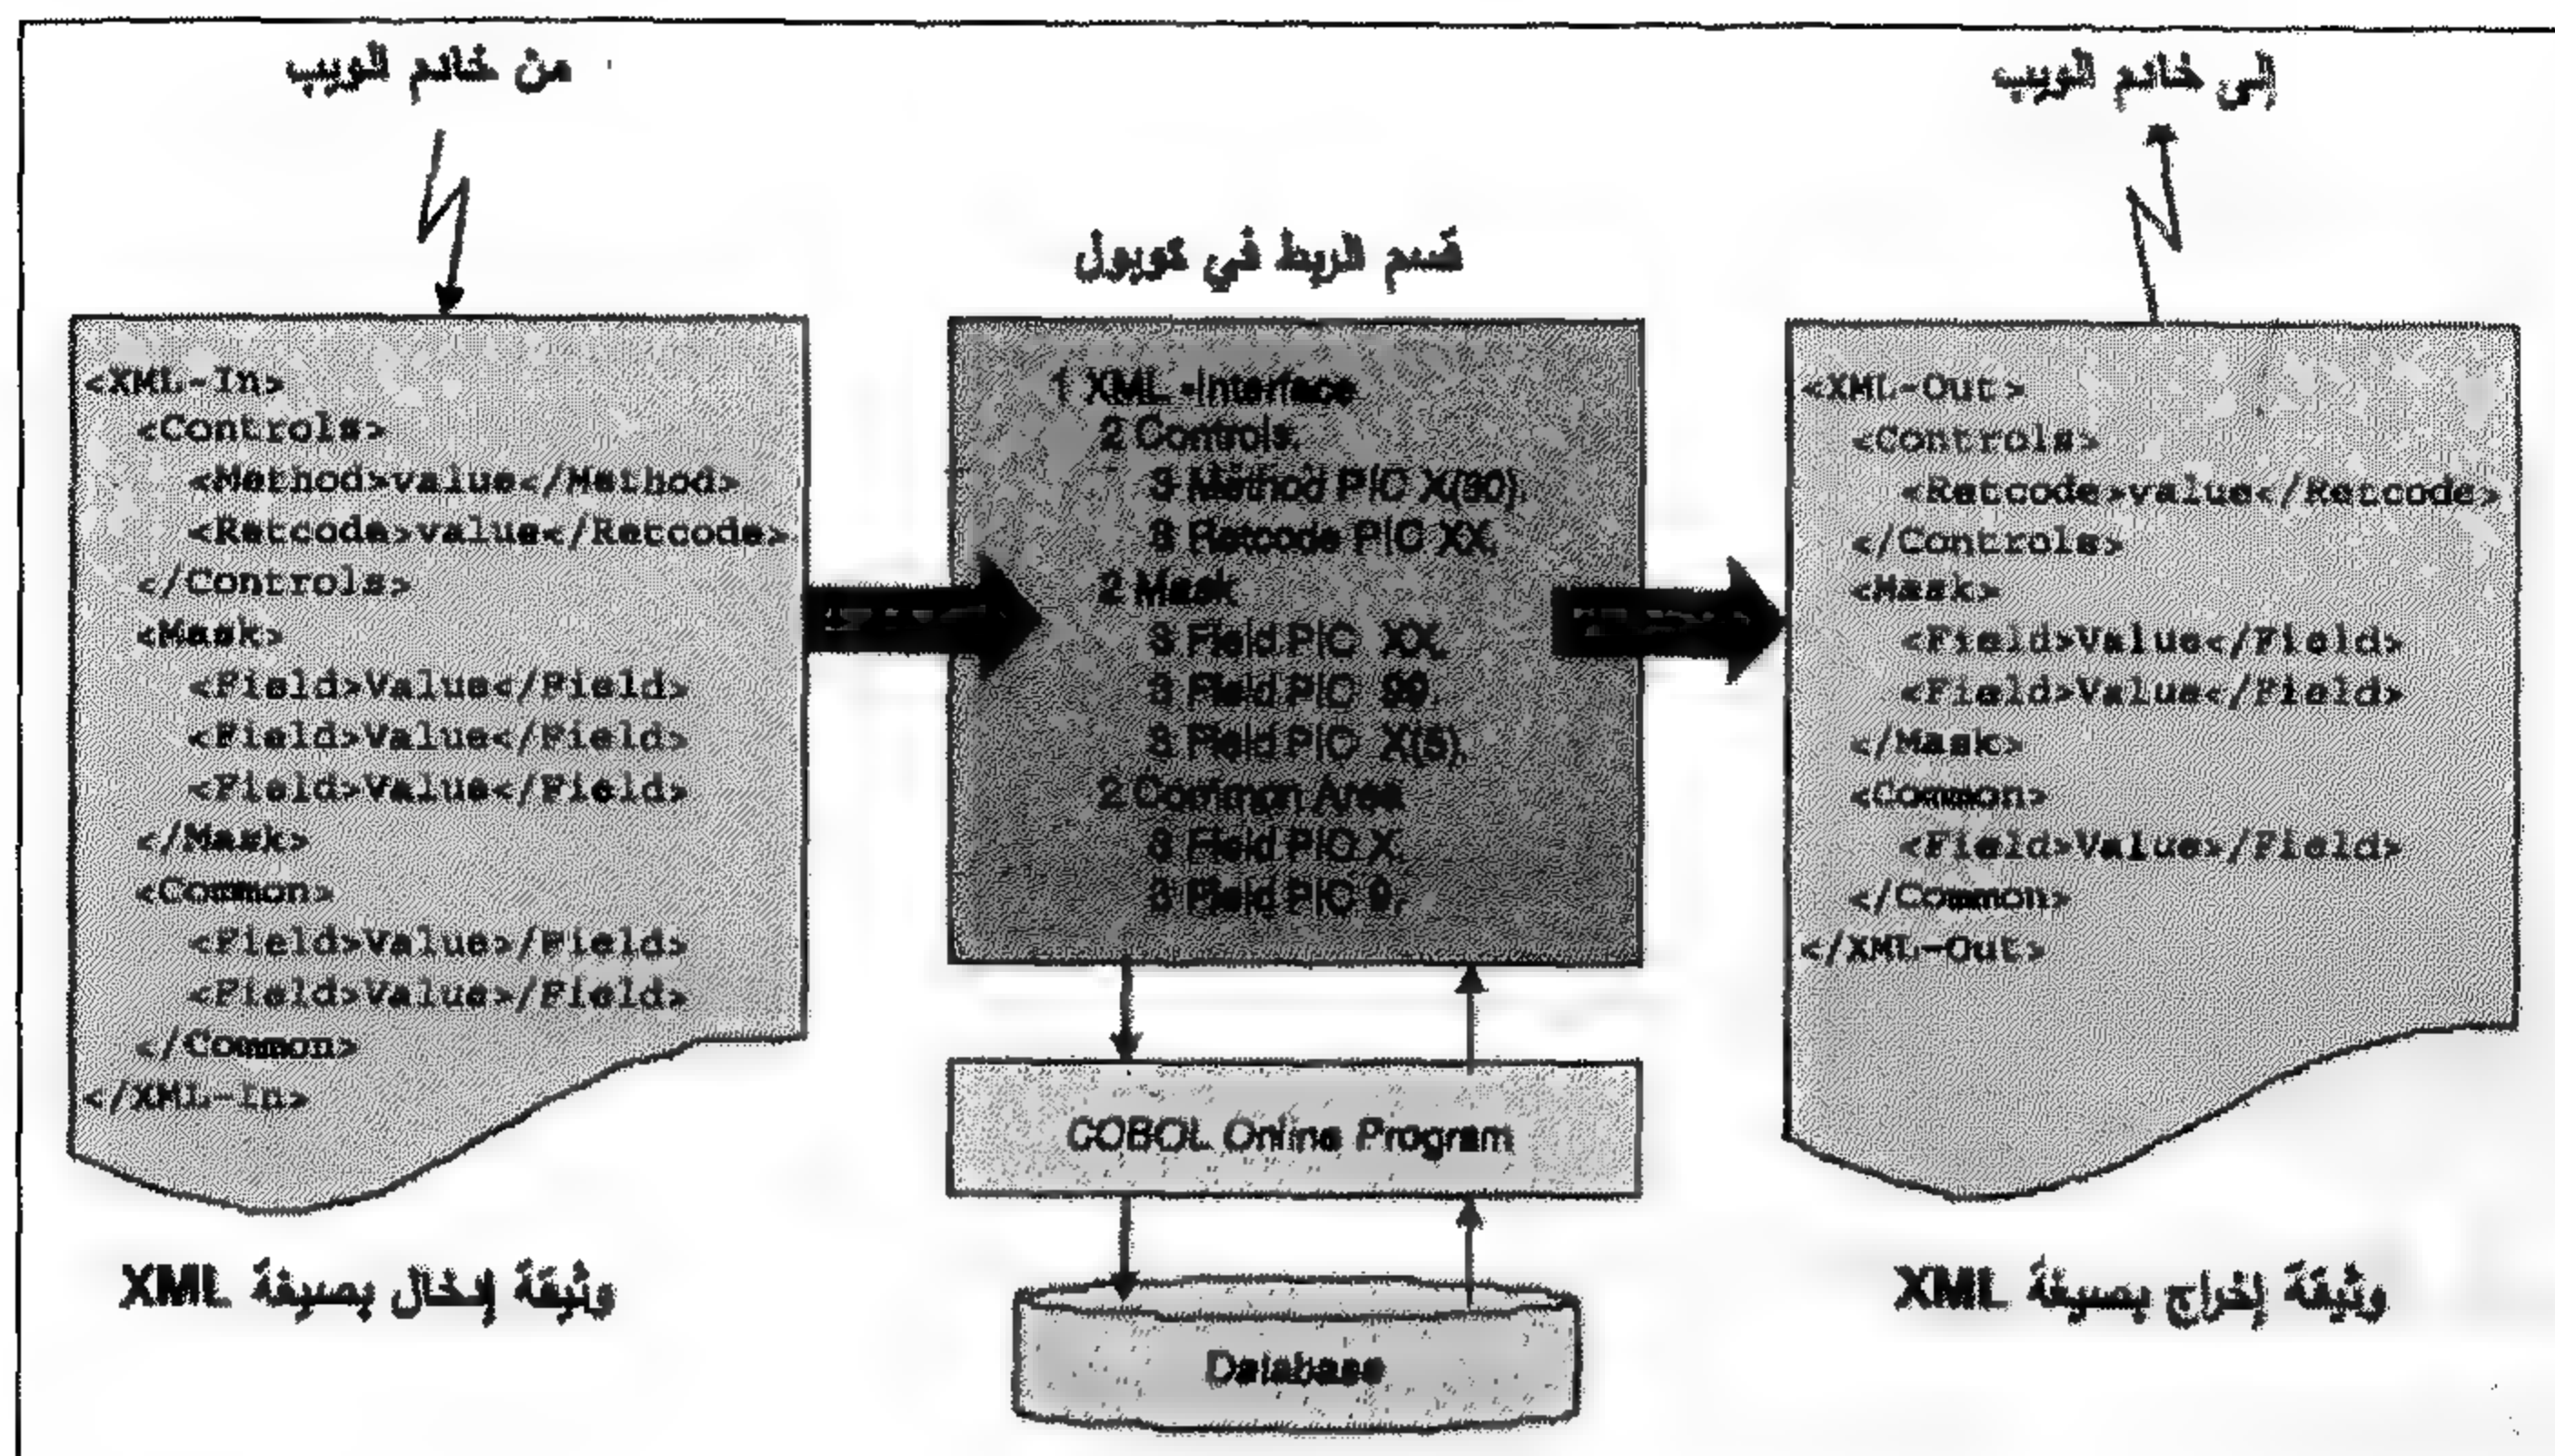 من خادم الويب
إلى خادم الويب
قسم الربط في كوبول
<XML-In>
<Controls>
<Method>value</Method>
<Retcode>value</Retcode>
</Controls>
<Mask>
<Field>Value</Field>
<Field>Value</Field>
<Field>Value</Field>
</Mask>
<Common>
<Field>Value>/Field>
<Field>Value>/Field>
</Common>
</XML-In>
1 XML -Interface
2 Controls.
3 Method PIC X(30).
3 Retcode PIC XX.
2 Mask
3 Field PIC XX.
3 Field PIC 99.
3 Field PIC X(5).
2 Common Area
3 Field PIC X.
3 Field PIC 9.
<XML-Out>
<Controls>
<Retcode>value</Retcode>
</Controls>
<Mask>
<Field>Value</Field>
<Field>Value</Field>
</Mask>
<Common>
<Field>Value>/Field>
</Common>
</XML-Out>
COBOL Online Program
Database
وثيقة إدخال بصيغة XML
وثيقة إخراج بصيغة XML